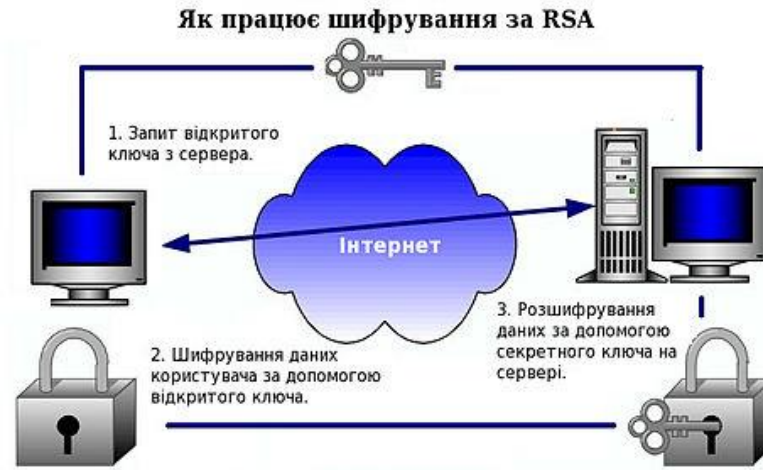 Як працює шифрування за RSA
1. Запит відкритого
ключа з сервера.
Інтернет
2. Шифрування даних
користувача за допомогою
відкритого ключа.
3. Розшифрування
даних за допомогою
секретного ключа на
сервері.